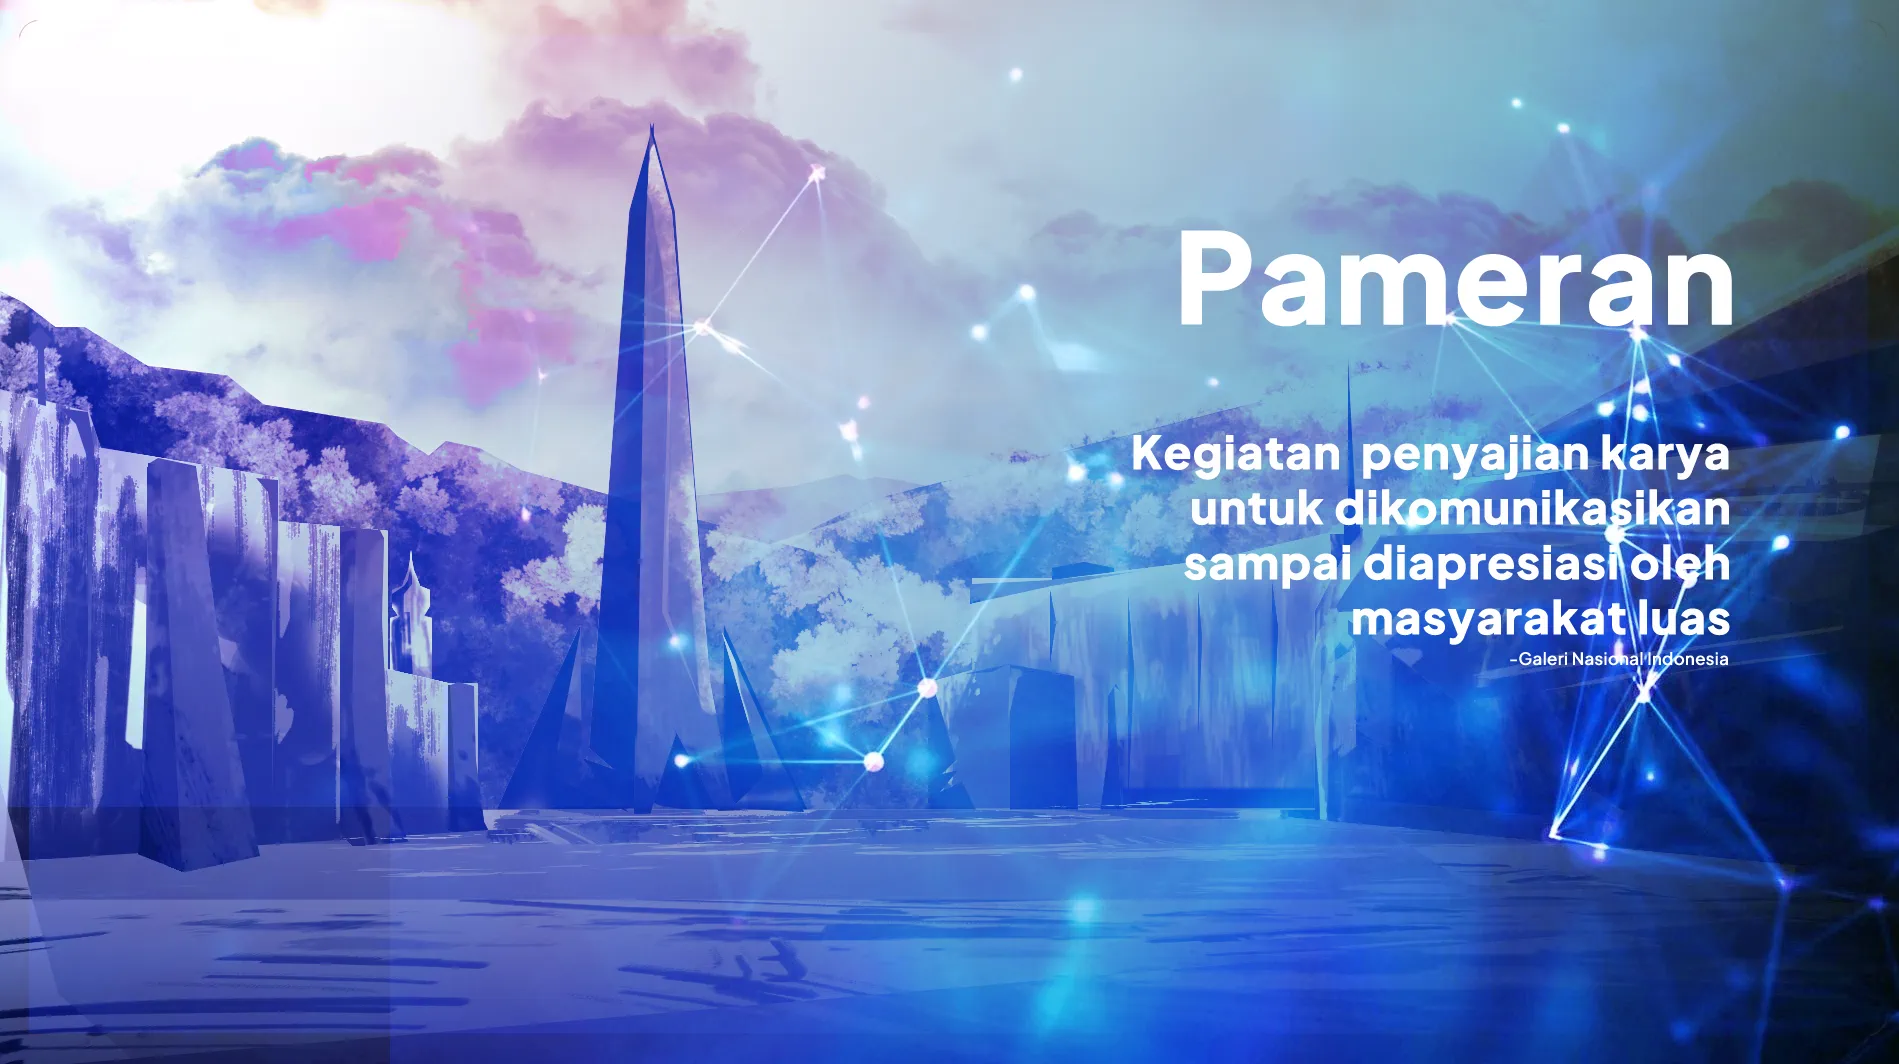 Pameran
Kegiatan penyajian karya
untuk dikomunikasikan
sampai diapresiasi oleh
masyarakat luas
-Galeri Nasional Indonesia